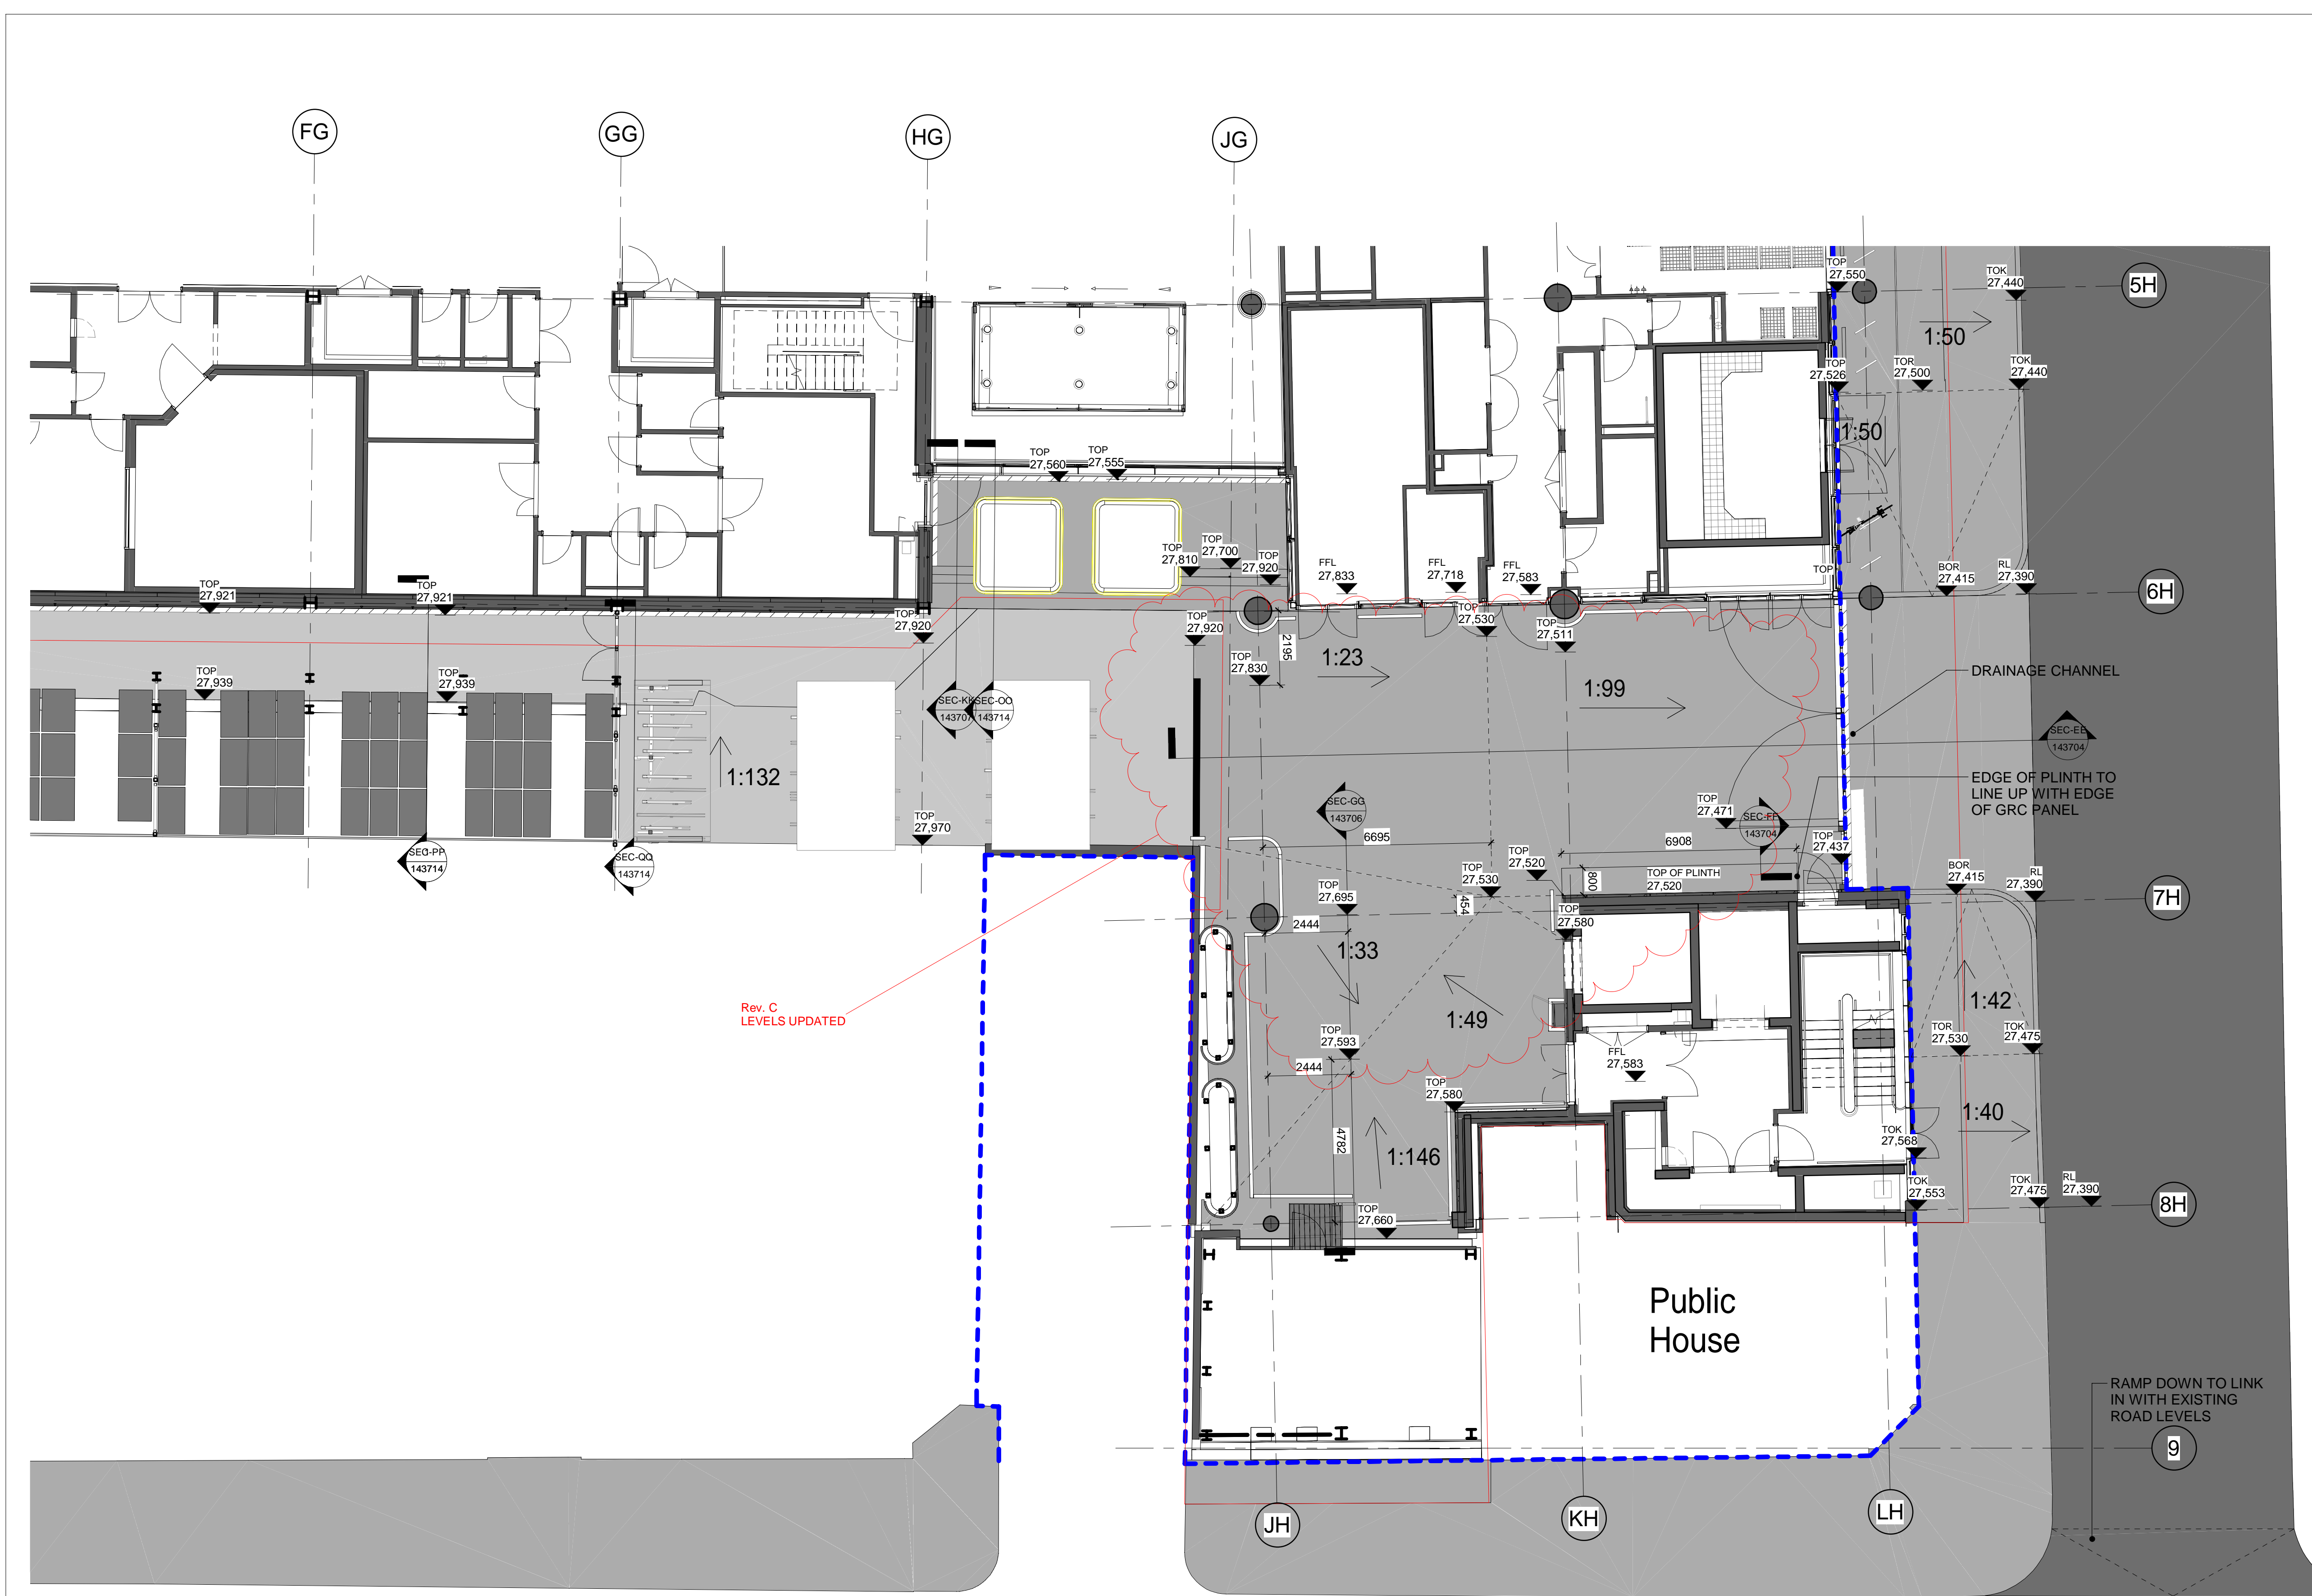 FG
GG
HG
JG
TOP
27,550
TOK
27,440
5H
1:50
TOP
27,526
TOR
27,500
TOK
27,440
1:50
TOP
27,560
TOP
27,555
TOP
27,810
TOP
27,700
TOP
27,920
FFL
27,833
FFL
27,718
FFL
27,583
TOP
BOR
27,415
RL
27,390
6H
TOP
27,921
TOP
27,921
TOP
27,920
TOP
27,920
TOP
27,530
TOP
27,511
2195
1:23
TOP
27,830
1:99
DRAINAGE CHANNEL
TOP
27,939
TOP
27,939
SEC-KK
143707
SEC-OO
143714
SEC-EE
143704
1:132
EDGE OF PLINTH TO
LINE UP WITH EDGE
OF GRC PANEL
SEC-GG
143706
TOP
27,471
SEC-FF
143704
TOP
27,970
6695
6908
TOP
27,437
SEC-PP
143714
SEC-QQ
143714
TOP
27,520
TOP
27,530
800
TOP OF PLINTH
27,520
BOR
27,415
RL
27,390
7H
TOP
27,695
454
TOP
27,580
2444
1:33
Rev. C
LEVELS UPDATED
1:49
1:42
TOP
27,593
FFL
27,583
TOR
27,530
TOK
27,475
2444
TOP
27,580
1:40
4782
1:146
TOK
27,568
TOK
27,553
TOK
27,475
RL
27,390
8H
TOP
27,660
Public
House
RAMP DOWN TO LINK
IN WITH EXISTING
ROAD LEVELS
9
JH
KH
LH